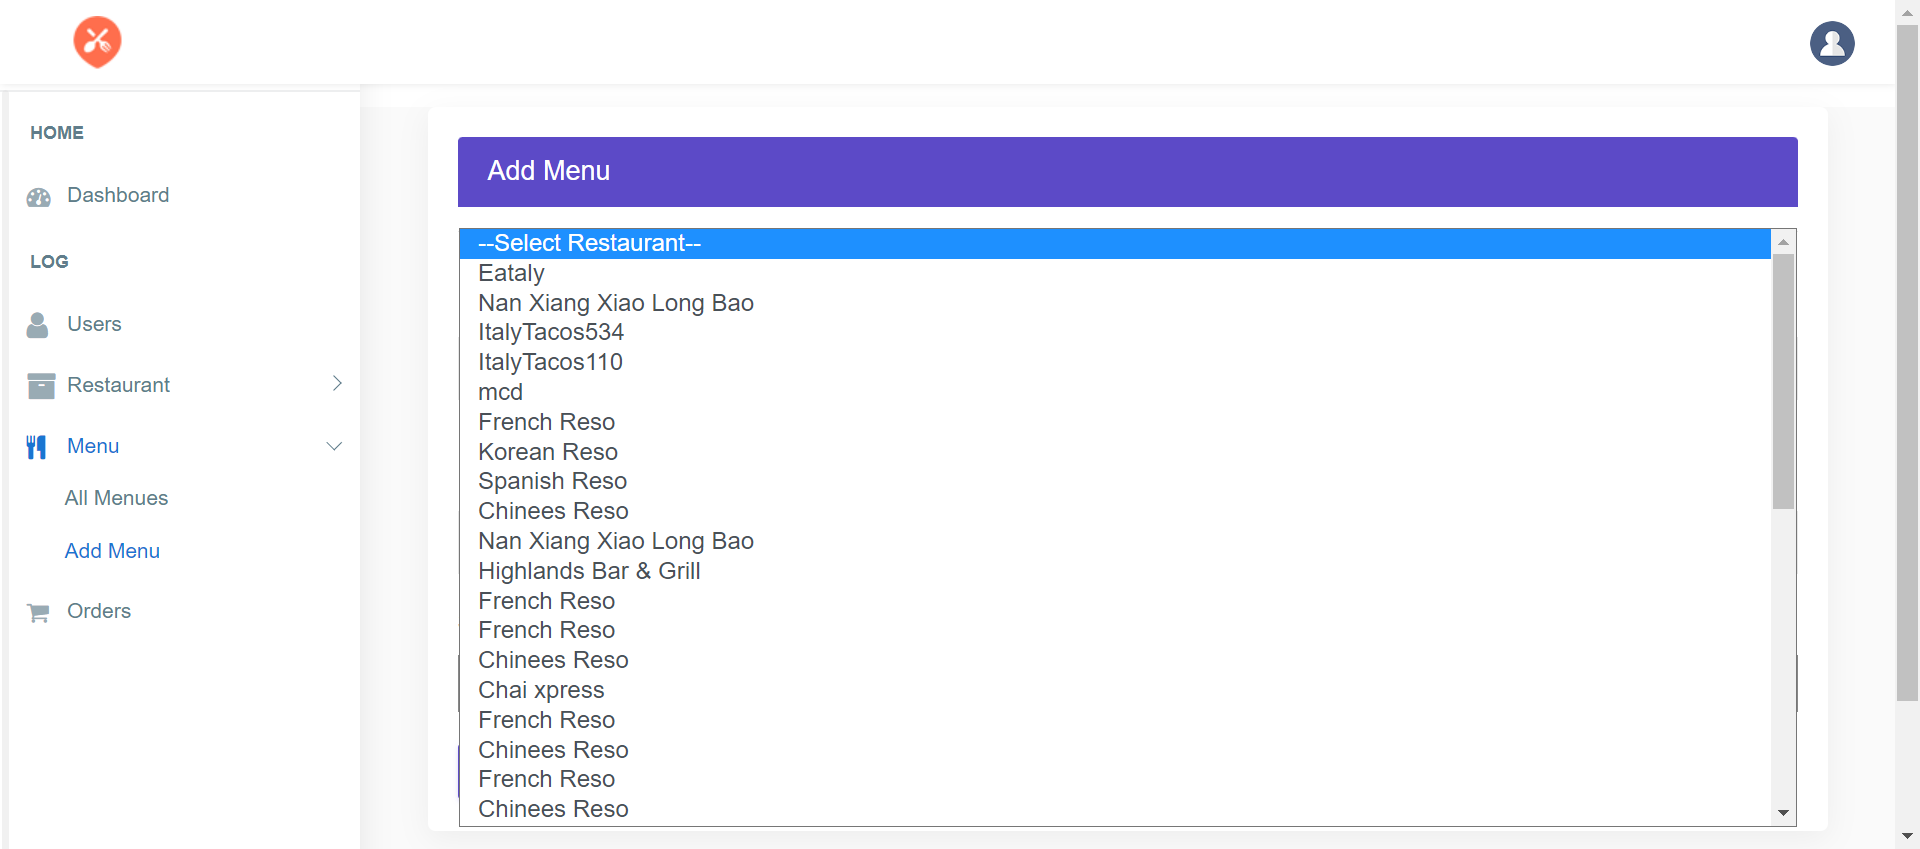 HOME
Dashboard
LOG
Users
Restaurant
Menu
All Menues
Add Menu
Orders
Add Menu
--Select Restaurant--
Eataly
Nan Xiang Xiao Long Bao
ItalyTacos534
ItalyTacos110
mcd
French Reso
Korean Reso
Spanish Reso
Chinees Reso
Nan Xiang Xiao Long Bao
Highlands Bar & Grill
French Reso
French Reso
Chinees Reso
Chai xpress
French Reso
Chinees Reso
French Reso
Chinees Reso